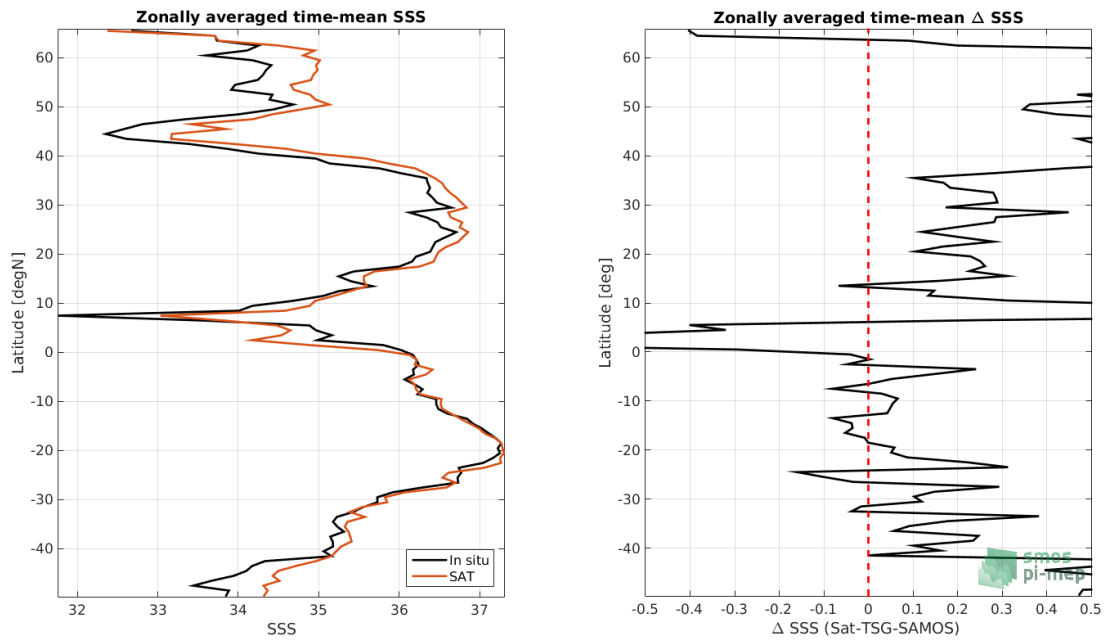 Zonally averaged time-mean SSS
60
50
40
30
20
10
0
-10
-20
-30
-40
Latitude [degN]
32 33 34 35 36 37
SSS
In situ
SAT
Zonally averaged time-mean Δ SSS
60
50
40
30
20
10
0
-10
-20
-30
-40
Latitude [deg]
-0.5 -0.4 -0.3 -0.2 -0.1 0 0.1 0.2 0.3 0.4 0.5
Δ SSS (Sat-TSG-SAMOS)
smos
pi-mep